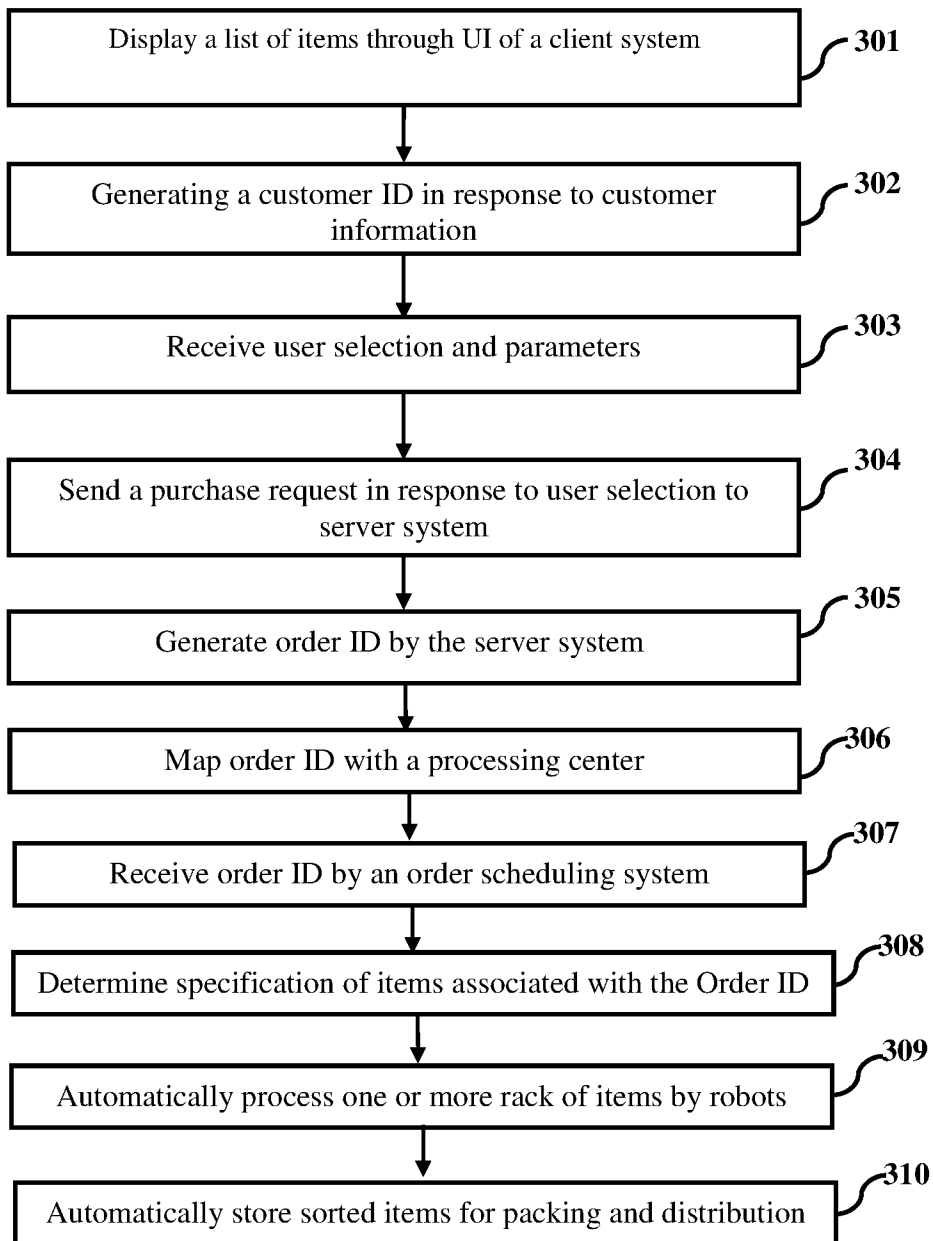 Display a list of items through UI of a client system
301
Generating a customer ID in response to customer
information
302
Receive user selection and parameters
303
Send a purchase request in response to user selection to
server system
304
Generate order ID by the server system
305
Map order ID with a processing center
306
Receive order ID by an order scheduling system
307
Determine specification of items associated with the Order ID
308
Automatically process one or more rack of items by robots
309
Automatically store sorted items for packing and distribution
310